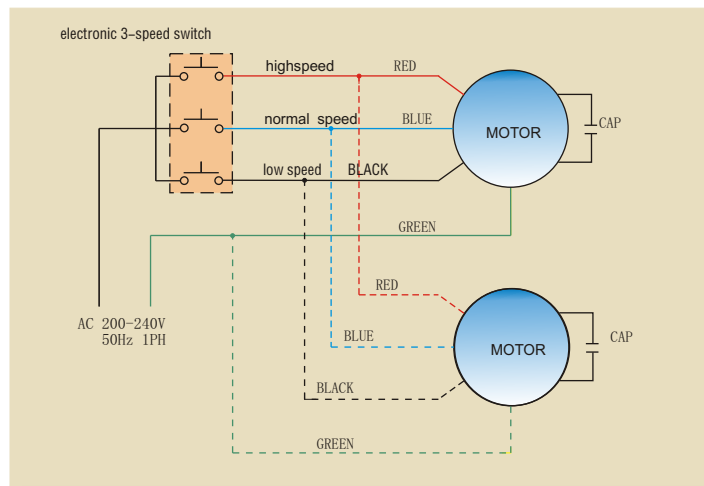 electronic 3-speed switch
highspeed RED
normal speed BLUE
MOTOR
CAP
low speed BLACK
GREEN
RED
AC 200-240V
50Hz 1PH
BLUE
MOTOR
CAP
BLACK
GREEN